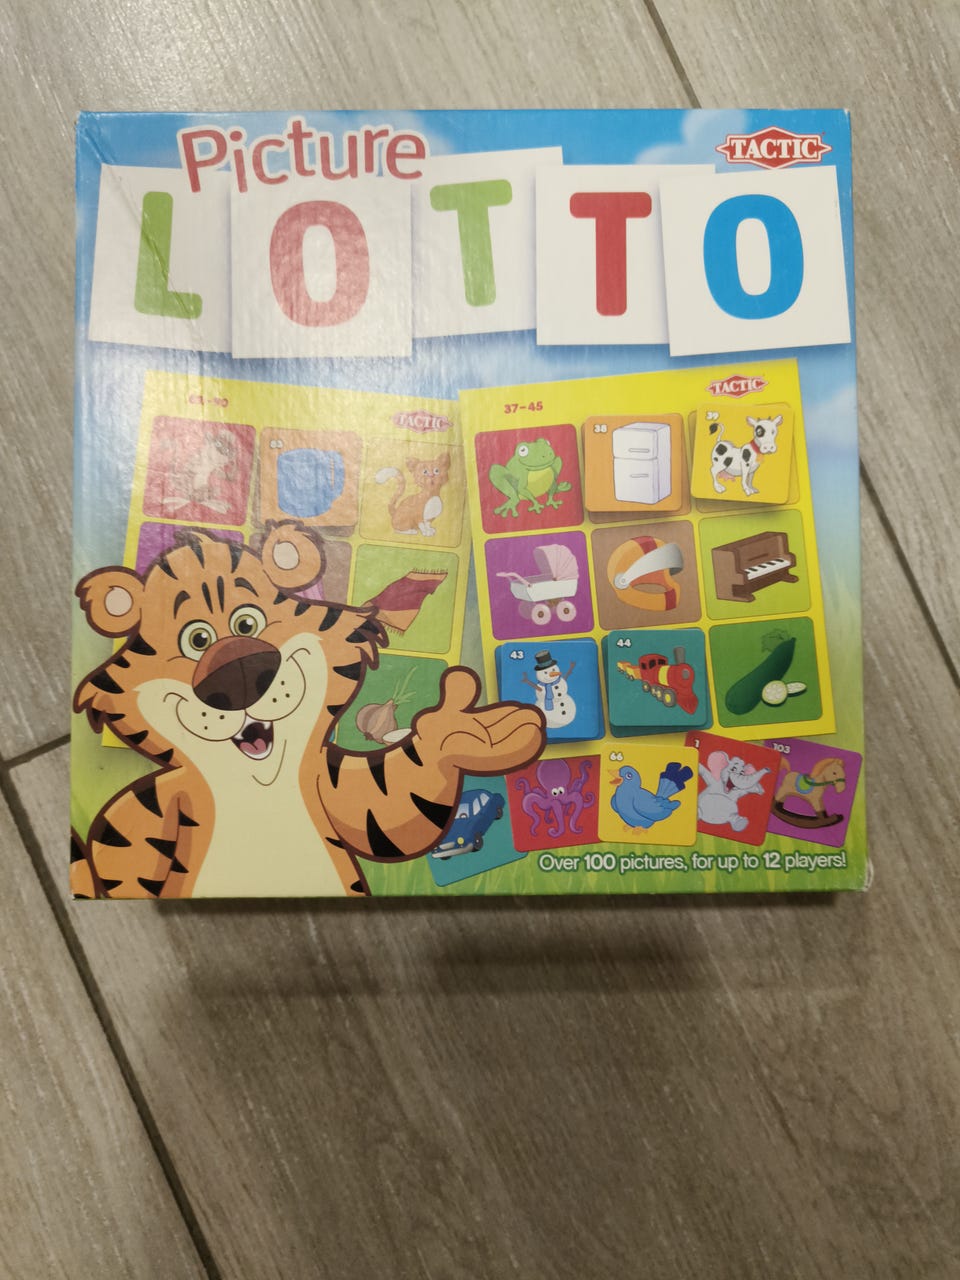 Picture
TACTIC
LOTTO
TACTIC
37-45
TACTIC
38
39
43
44
66
103
Over 100 pictures, for up to 12 players!